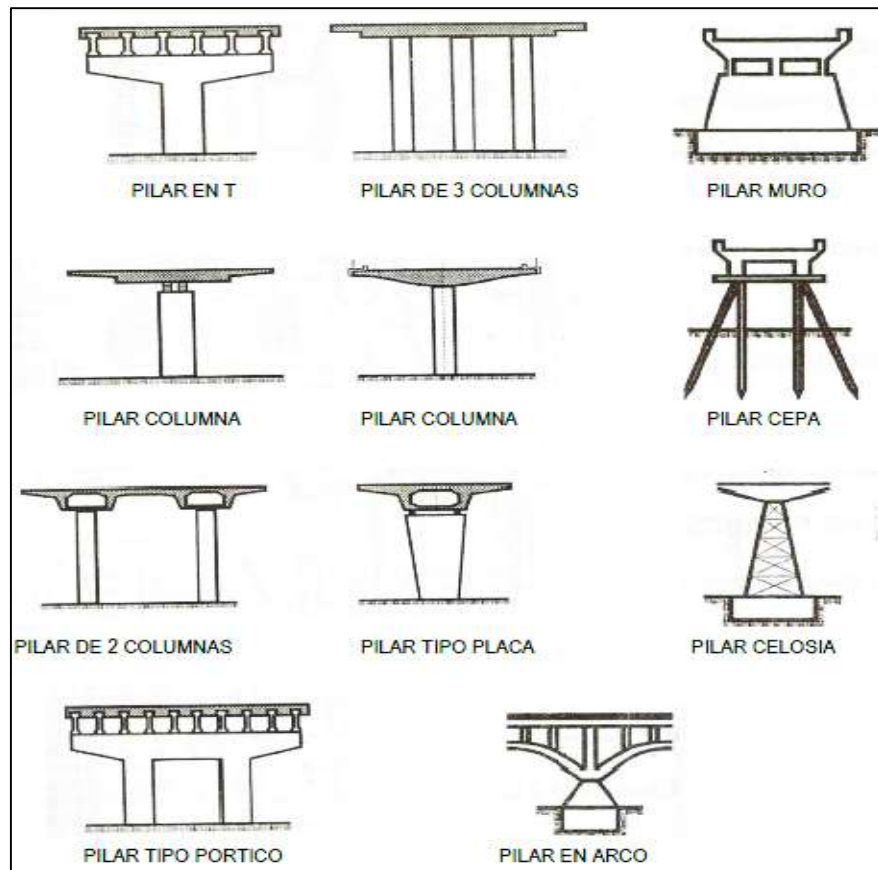 PILAR EN T
PILAR DE 3 COLUMNAS
PILAR MURO
PILAR COLUMNA
PILAR COLUMNA
PILAR CEPA
PILAR DE 2 COLUMNAS
PILAR TIPO PLACA
PILAR CELOSIA
PILAR TIPO PORTICO
PILAR EN ARCO